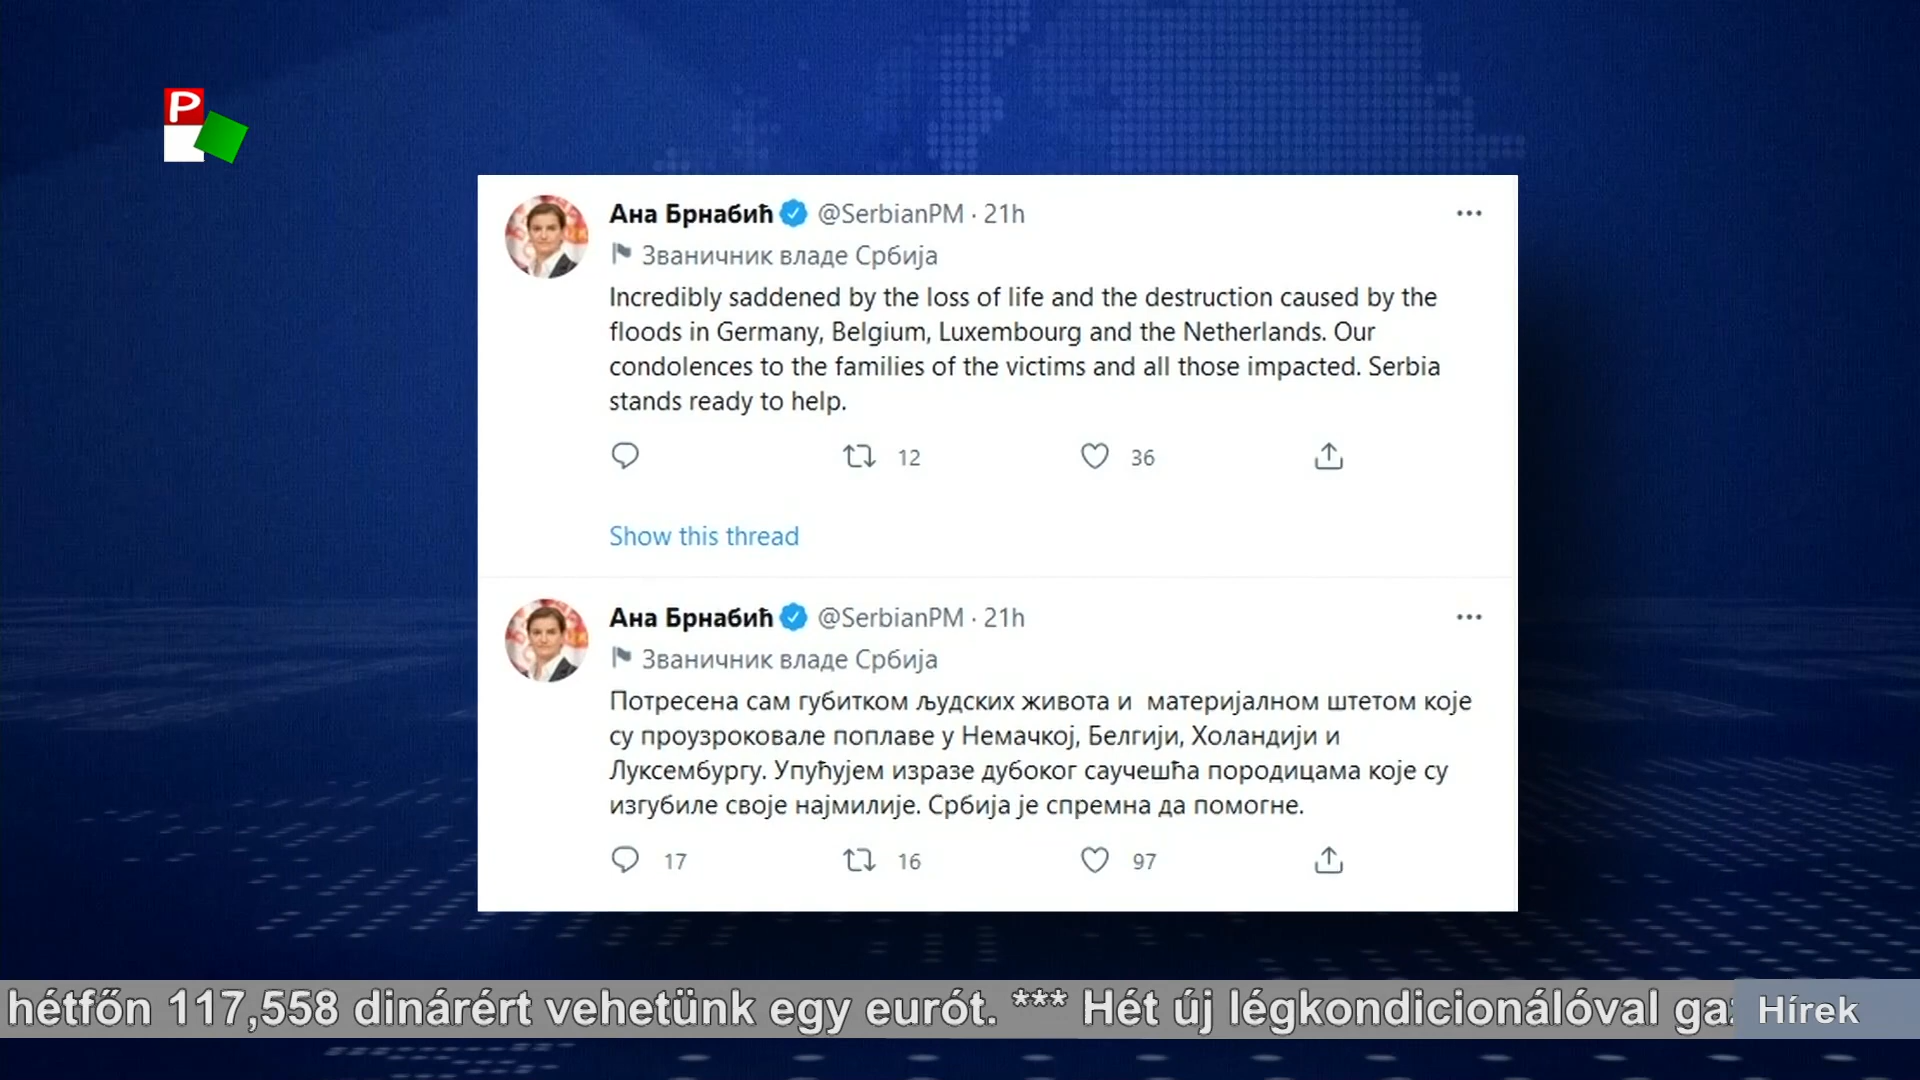 P
Ана Брнабић @SerbianPM · 21h
Званичник владе Србија
Incredibly saddened by the loss of life and the destruction caused by the
floods in Germany, Belgium, Luxembourg and the Netherlands. Our
condolences to the families of the victims and all those impacted. Serbia
stands ready to help.
12 36
Show this thread
Ана Брнабић @SerbianPM · 21h
Званичник владе Србија
Потресена сам губитком људских живота и материјалном штетом које
су проузроковале поплаве у Немачкој, Белгији, Холандији и
Луксембургу. Упућујем изразе дубоког саучешћа породицама које су
изгубиле своје најмилије. Србија је спремна да помогне.
17 16 97
hétfőn 117,558 dinárért vehetünk egy eurót. *** Hét új légkondicionálóval
Hírek